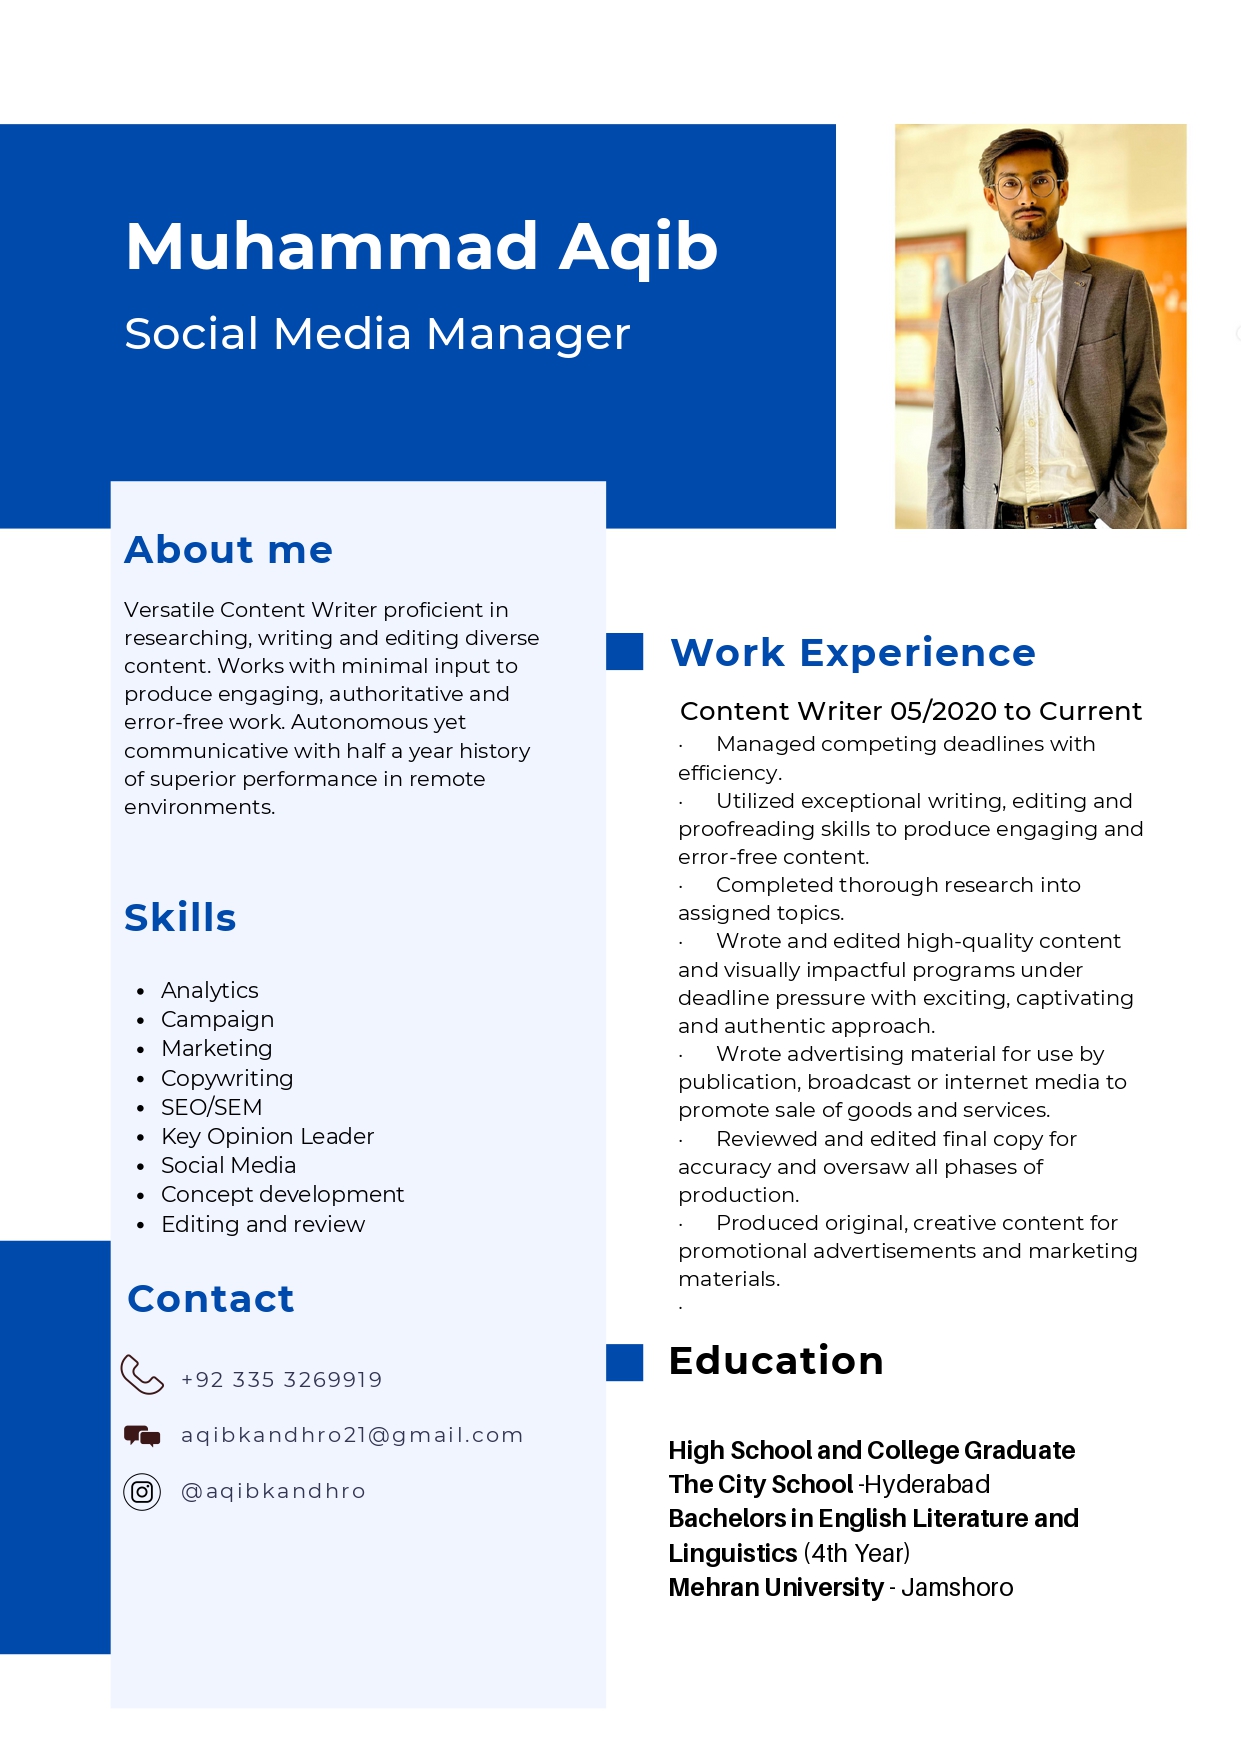 Muhammad Aqib
Social Media Manager
About me
Versatile Content Writer proficient in
researching, writing and editing diverse
content. Works with minimal input to
produce engaging, authoritative and
error-free work. Autonomous yet
communicative with half a year history
of superior performance in remote
environments.
Skills
• Analytics
• Campaign
• Marketing
• Copywriting
• SEO/SEM
• Key Opinion Leader
• Social Media
• Concept development
• Editing and review
Contact
+92 335 3269919
aqibkandhro21@gmail.com
@aqibkandhro
Work Experience
Content Writer 05/2020 to Current
· Managed competing deadlines with
efficiency.
· Utilized exceptional writing, editing and
proofreading skills to produce engaging and
error-free content.
· Completed thorough research into
assigned topics.
· Wrote and edited high-quality content
and visually impactful programs under
deadline pressure with exciting, captivating
and authentic approach.
· Wrote advertising material for use by
publication, broadcast or internet media to
promote sale of goods and services.
· Reviewed and edited final copy for
accuracy and oversaw all phases of
production.
· Produced original, creative content for
promotional advertisements and marketing
materials.
·
Education
High School and College Graduate
The City School -Hyderabad
Bachelors in English Literature and
Linguistics (4th Year)
Mehran University - Jamshoro